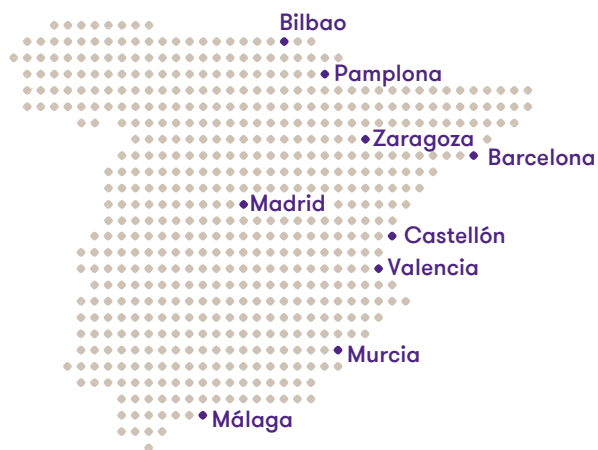 Bilbao
Pamplona
Zaragoza
Barcelona
Madrid
Castellón
Valencia
Murcia
Málaga